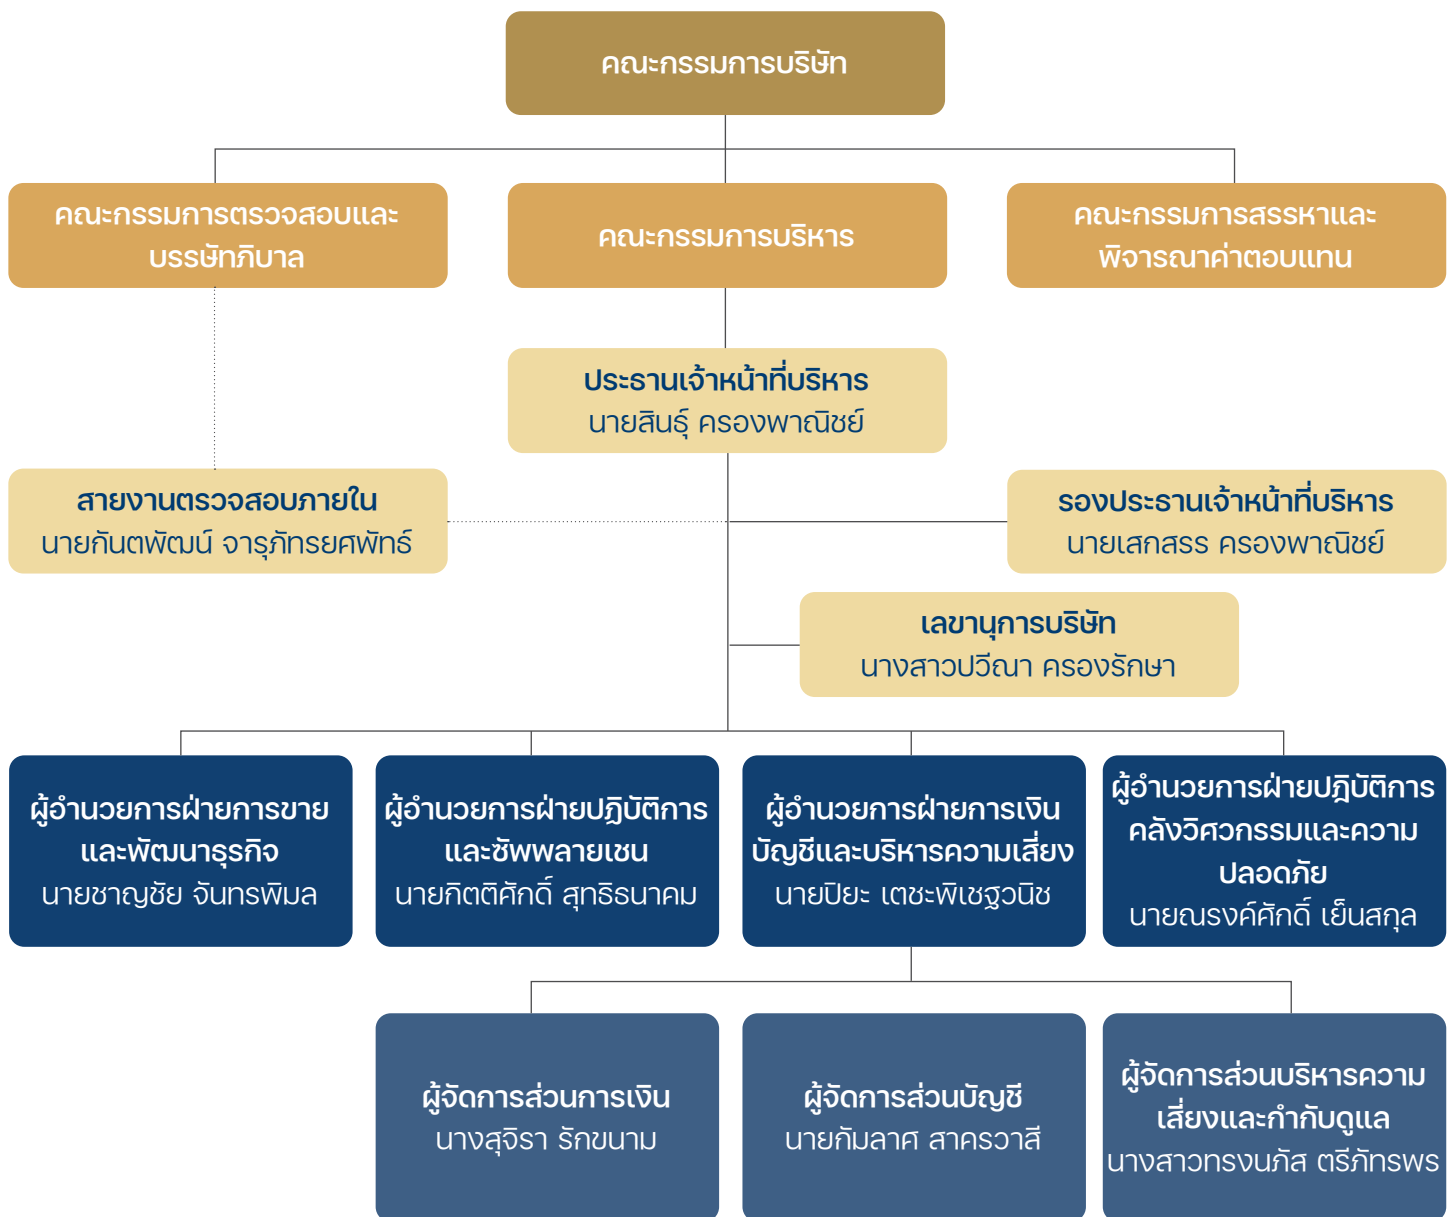 คณะกรรมการบริษัท
คณะกรรมการตรวจสอบและ
บรรษัทภิบาล
คณะกรรมการบริหาร
คณะกรรมการสรรหาและ
พิจารณาค่าตอบแทน
ประธานเจ้าหน้าที่บริหาร
นายสินธุ์ ครองพาณิชย์
สายงานตรวจสอบภายใน
นายกันตพัฒน์ จารุภัทรยศพัทธ์
รองประธานเจ้าหน้าที่บริหาร
นายเสกสรร ครองพาณิชย์
เลขานุการบริษัท
นางสาวปวีณา ครองรักษา
ผู้อำนวยการฝ่ายการขาย
และพัฒนาธุรกิจ
นายชาญชัย จันทรพิมล
ผู้อำนวยการฝ่ายปฏิบัติการ
และซัพพลายเชน
นายกิตติศักดิ์ สุทธิธนาคม
ผู้อำนวยการฝ่ายการเงิน
บัญชีและบริหารความเสี่ยง
นายปิยะ เตชะพิเชฐวนิช
ผู้อำนวยการฝ่ายปฎิบัติการ
คลังวิศวกรรมและความ
ปลอดภัย
นายณรงค์ศักดิ์ เย็นสกุล
ผู้จัดการส่วนการเงิน
นางสุจิรา รักขนาม
ผู้จัดการส่วนบัญชี
นายกัมลาศ สาครวาสี
ผู้จัดการส่วนบริหารความ
เสี่ยงและกำกับดูแล
นางสาวทรงนภัส ตรีภัทรพร